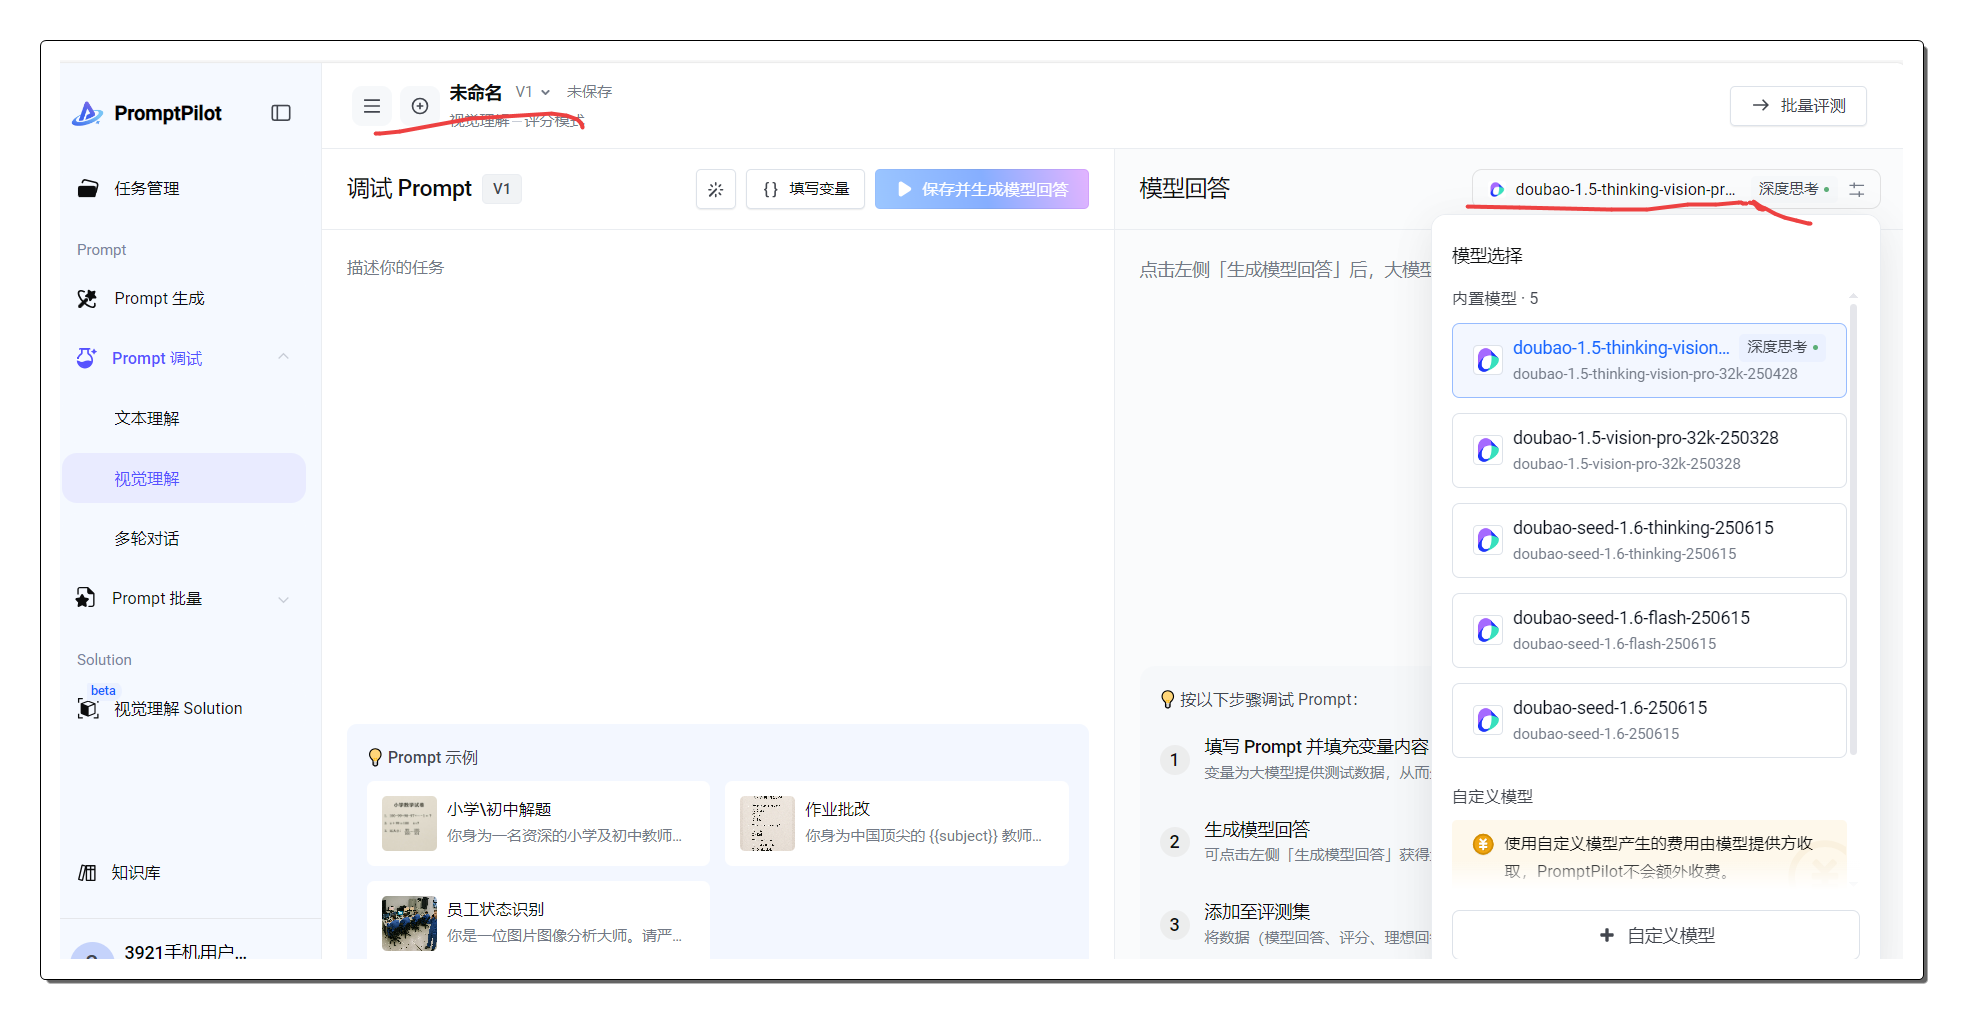 PromptPilot
任务管理
Prompt
Prompt 生成
Prompt 调试
文本理解
视觉理解
多轮对话
Prompt 批量
Solution
beta
视觉理解 Solution
知识库
3921手机用户...
未命名 V1 未保存
视觉理解－评分模式
批量评测
调试 Prompt V1
{} 填写变量
保存并生成模型回答
描述你的任务
Prompt 示例
小学\初中解题
你身为一名资深的小学及初中教师...
作业批改
你身为中国顶尖的 {{subject}} 教师...
员工状态识别
你是一位图片图像分析大师。请严...
模型回答
doubao-1.5-thinking-vision-pr... 深度思考
点击左侧「生成模型回答」后，大模型
按以下步骤调试 Prompt：
1
填写 Prompt 并填充变量内容
变量为大模型提供测试数据，从而
2
生成模型回答
可点击左侧「生成模型回答」获得
3
添加至评测集
将数据（模型回答、评分、理想回
模型选择
内置模型 · 5
doubao-1.5-thinking-vision... 深度思考
doubao-1.5-thinking-vision-pro-32k-250428
doubao-1.5-vision-pro-32k-250328
doubao-1.5-vision-pro-32k-250328
doubao-seed-1.6-thinking-250615
doubao-seed-1.6-thinking-250615
doubao-seed-1.6-flash-250615
doubao-seed-1.6-flash-250615
doubao-seed-1.6-250615
doubao-seed-1.6-250615
自定义模型
使用自定义模型产生的费用由模型提供方收
取，PromptPilot不会额外收费。
自定义模型